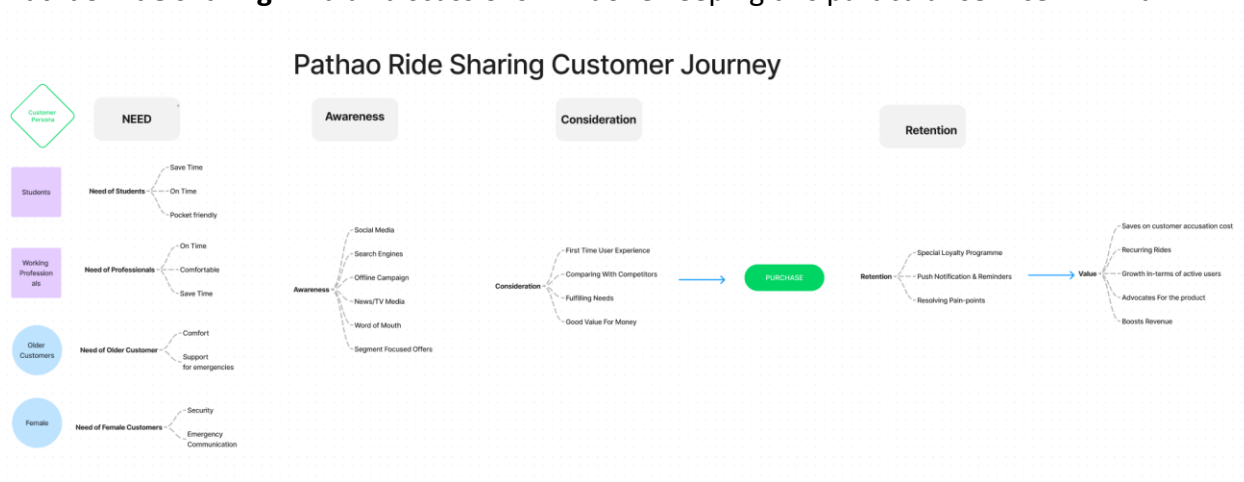 Pathao Ride Sharing Customer Journey
Customer
Persona
NEED
Awareness
Consideration
Retention
Students
Need of Students
Save Time
On Time
Pocket friendly
Working
Profession
als
Need of Professionals
On Time
Comfortable
Save Time
Older
Customers
Need of Older Customer
Comfort
Support
for emergencies
Female
Need of Female Customers
Security
Emergency
Communication
Awareness
Social Media
Search Engines
Offline Campaign
News/TV Media
Word of Mouth
Segment Focused Offers
Consideration
First Time User Experience
Comparing With Competitors
Fulfilling Needs
Good Value For Money
PURCHASE
Retention
Special Loyalty Programme
Push Notification & Reminders
Resolving Pain-points
Value
Saves on customer accusation cost
Recurring Rides
Growth In-terms of active users
Advocates For the product
Boosts Revenue